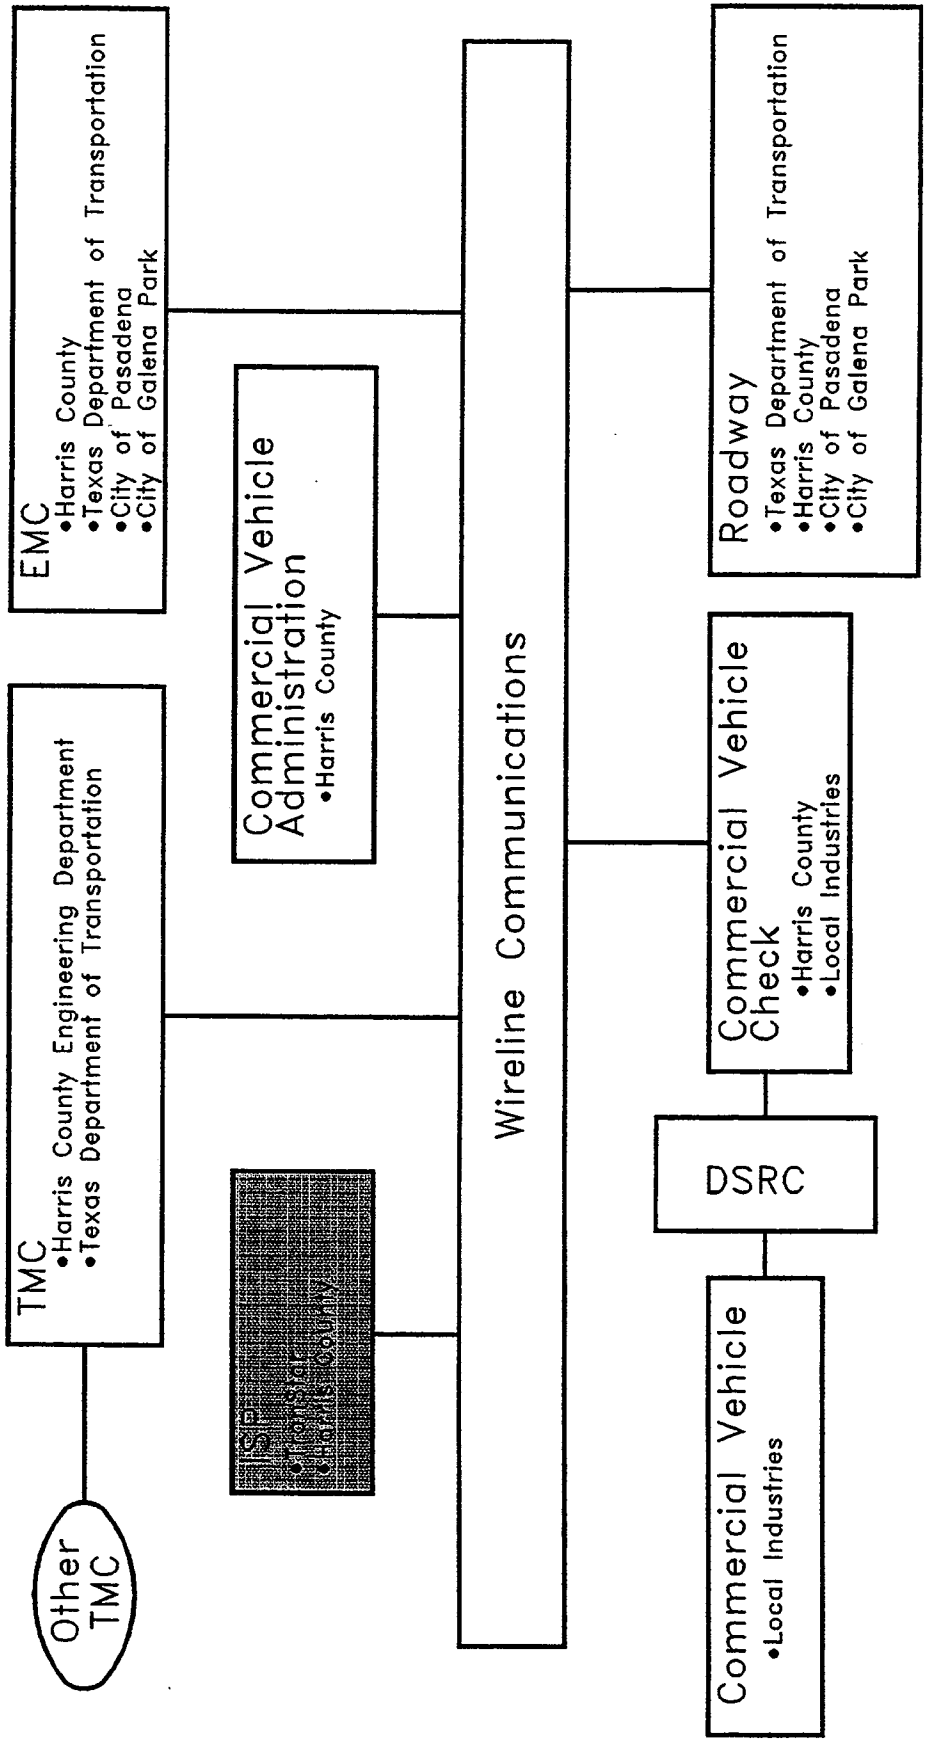 Other
TMC
TMC
•Harris County Engineering Department
•Texas Department of Transportation
EMC
•Harris County
•Texas Department of Transportation
•City of Pasadena
•City of Galena Park
ISP
•TranStar
•Harris County
Commercial Vehicle
Administration
•Harris County
Wireline Communications
Commercial Vehicle
•Local Industries
DSRC
Commercial Vehicle
Check
•Harris County
•Local Industries
Roadway
•Texas Department of Transportation
•Harris County
•City of Pasadena
•City of Galena Park